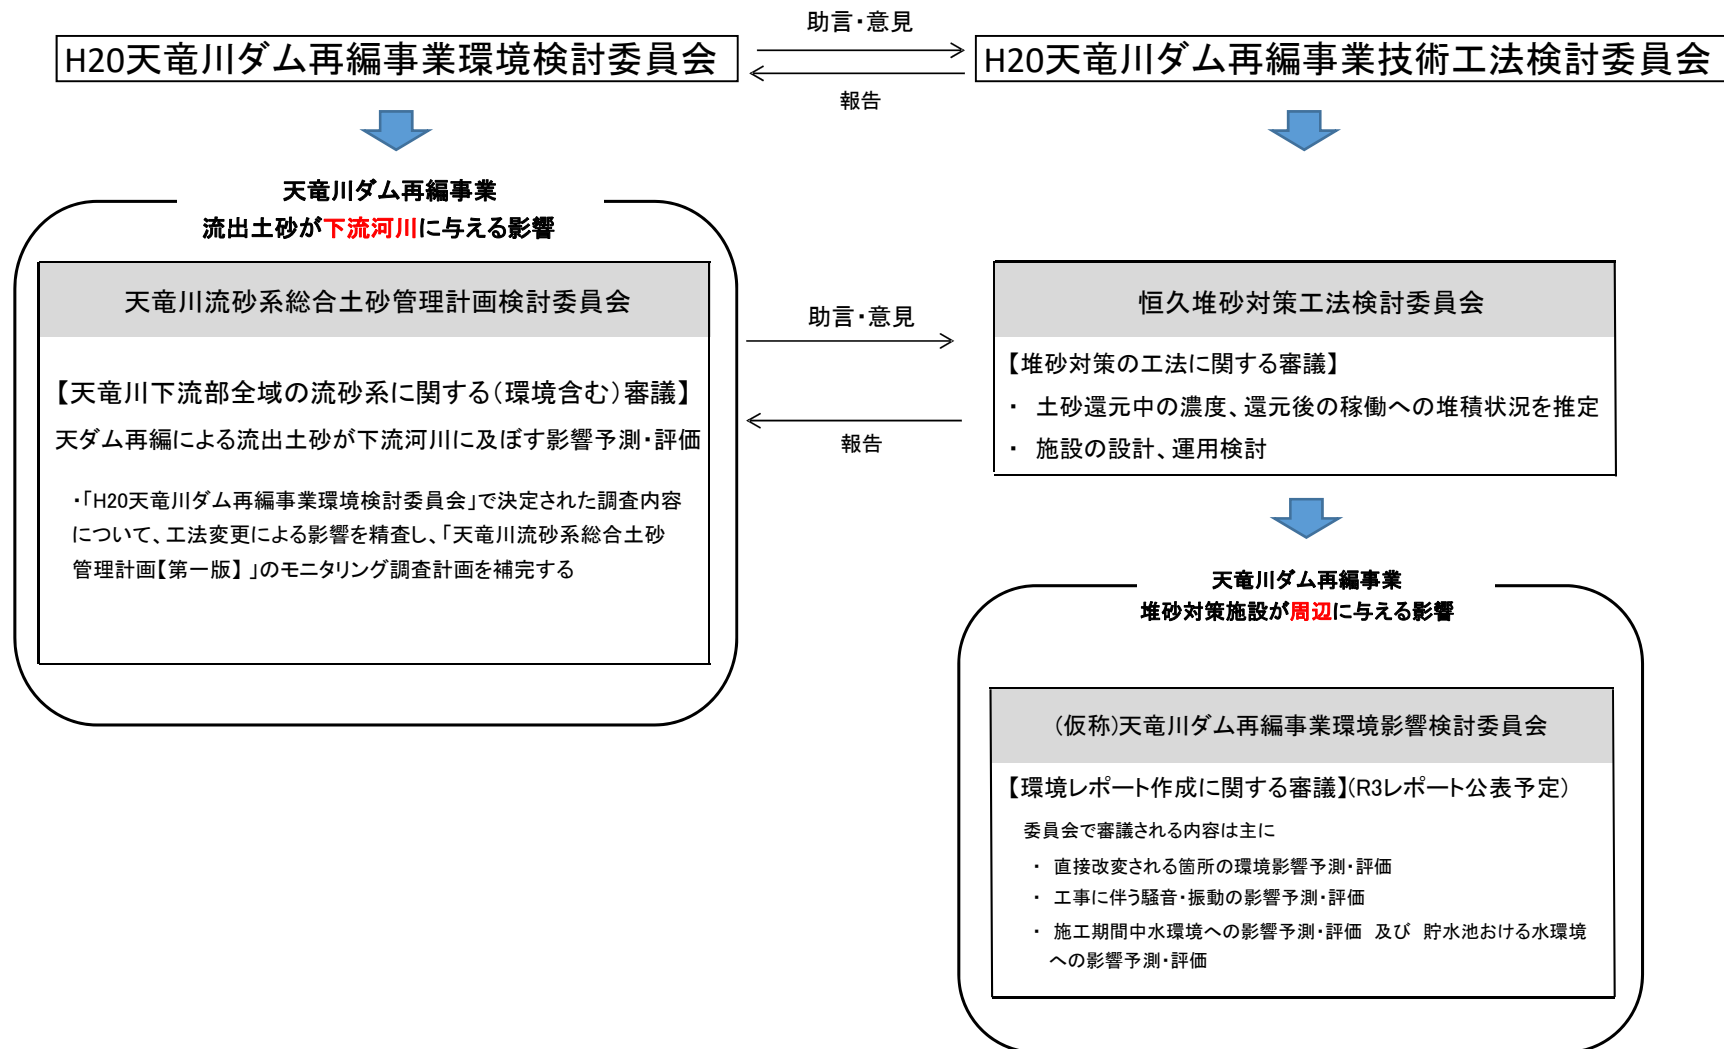 助言・意見
H20天竜川ダム再編事業環境検討委員会
H20天竜川ダム再編事業技術工法検討委員会
報告
天竜川ダム再編事業
流出土砂が下流河川に与える影響
天竜川流砂系総合土砂管理計画検討委員会
【天竜川下流部全域の流砂系に関する(環境含む)審議】
天ダム再編による流出土砂が下流河川に及ぼす影響予測・評価
・「H20天竜川ダム再編事業環境検討委員会」で決定された調査内容
について、工法変更による影響を精査し、「天竜川流砂系総合土砂
管理計画【第一版】」のモニタリング調査計画を補完する
助言・意見
報告
恒久堆砂対策工法検討委員会
【堆砂対策の工法に関する審議】
・ 土砂還元中の濃度、還元後の稼働への堆積状況を推定
・ 施設の設計、運用検討
天竜川ダム再編事業
堆砂対策施設が周辺に与える影響
(仮称)天竜川ダム再編事業環境影響検討委員会
【環境レポート作成に関する審議】(R3レポート公表予定)
委員会で審議される内容は主に
・ 直接改変される箇所の環境影響予測・評価
・ 工事に伴う騒音・振動の影響予測・評価
・ 施工期間中水環境への影響予測・評価 及び 貯水池おける水環境
への影響予測・評価